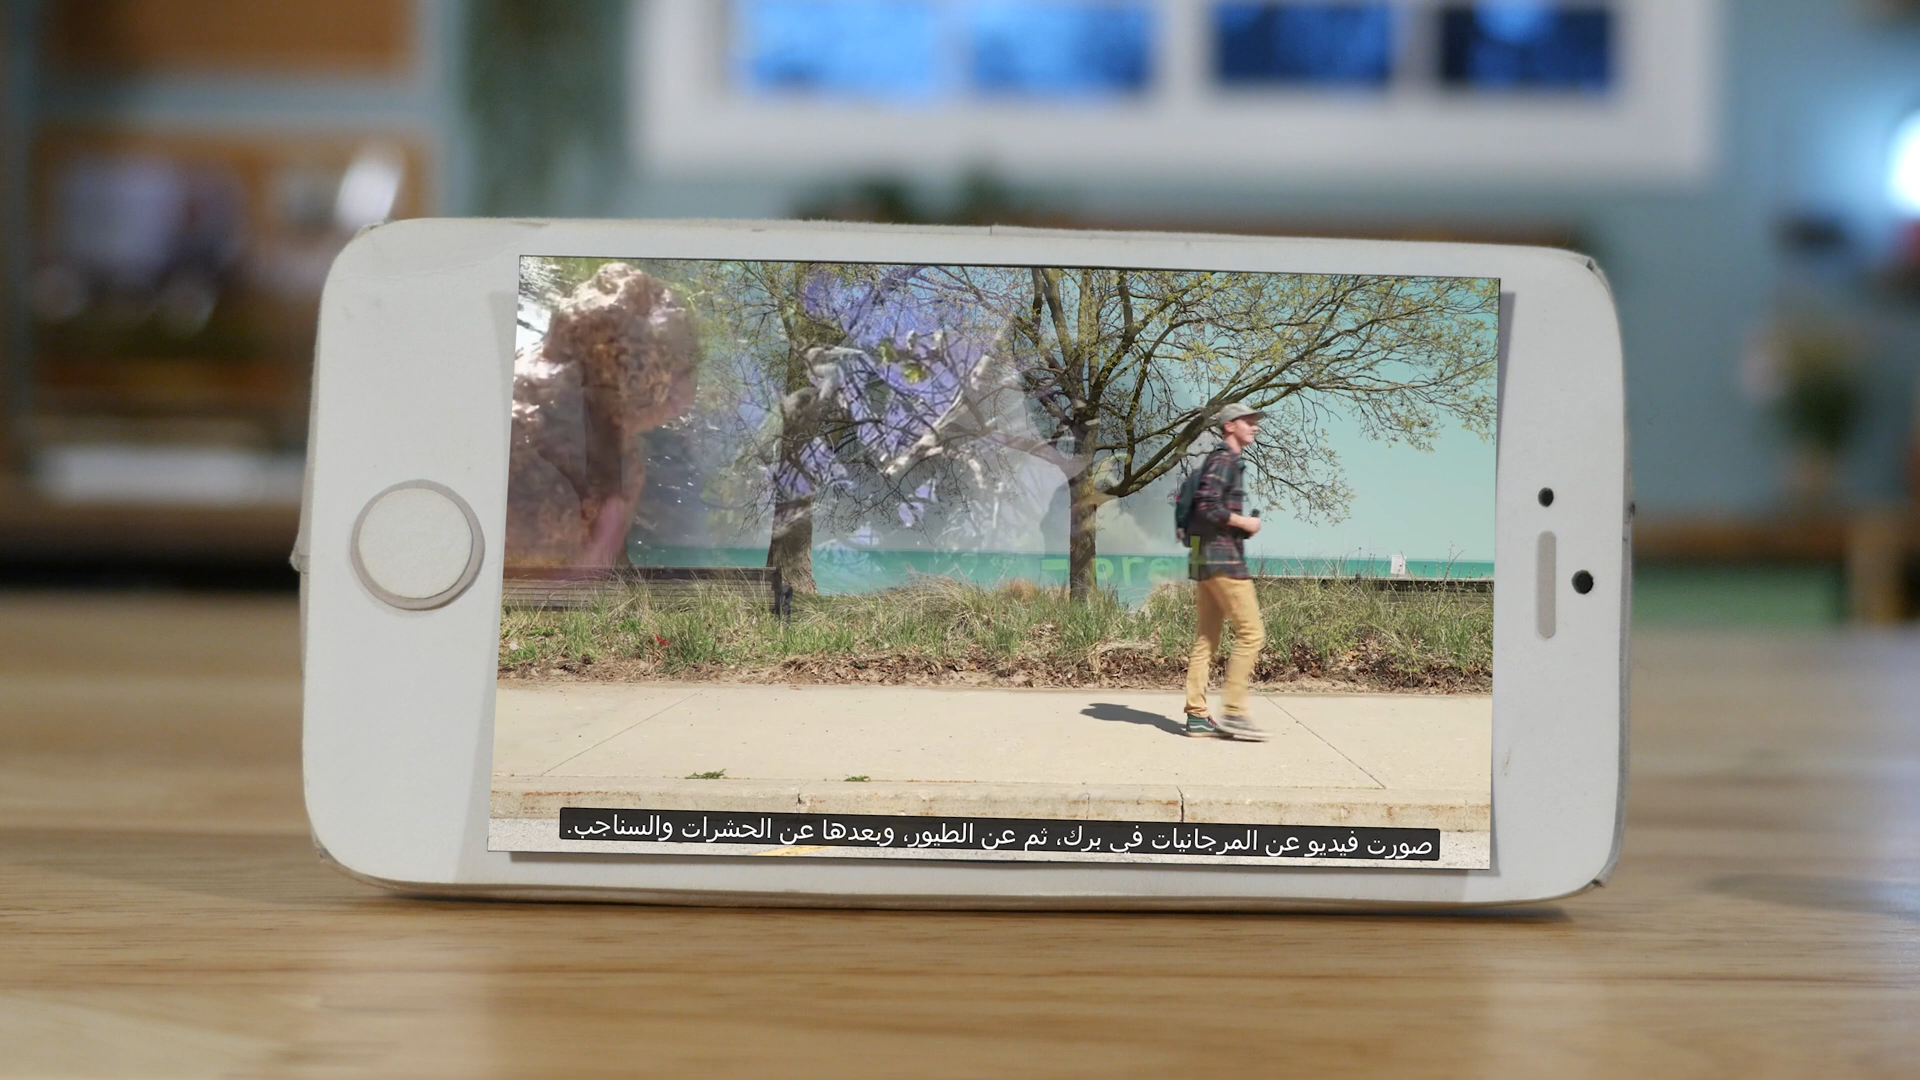 صورت فيديو عن المرجانيات في برك، ثم عن الطيور، وبعدها عن الحشرات والسناجب.